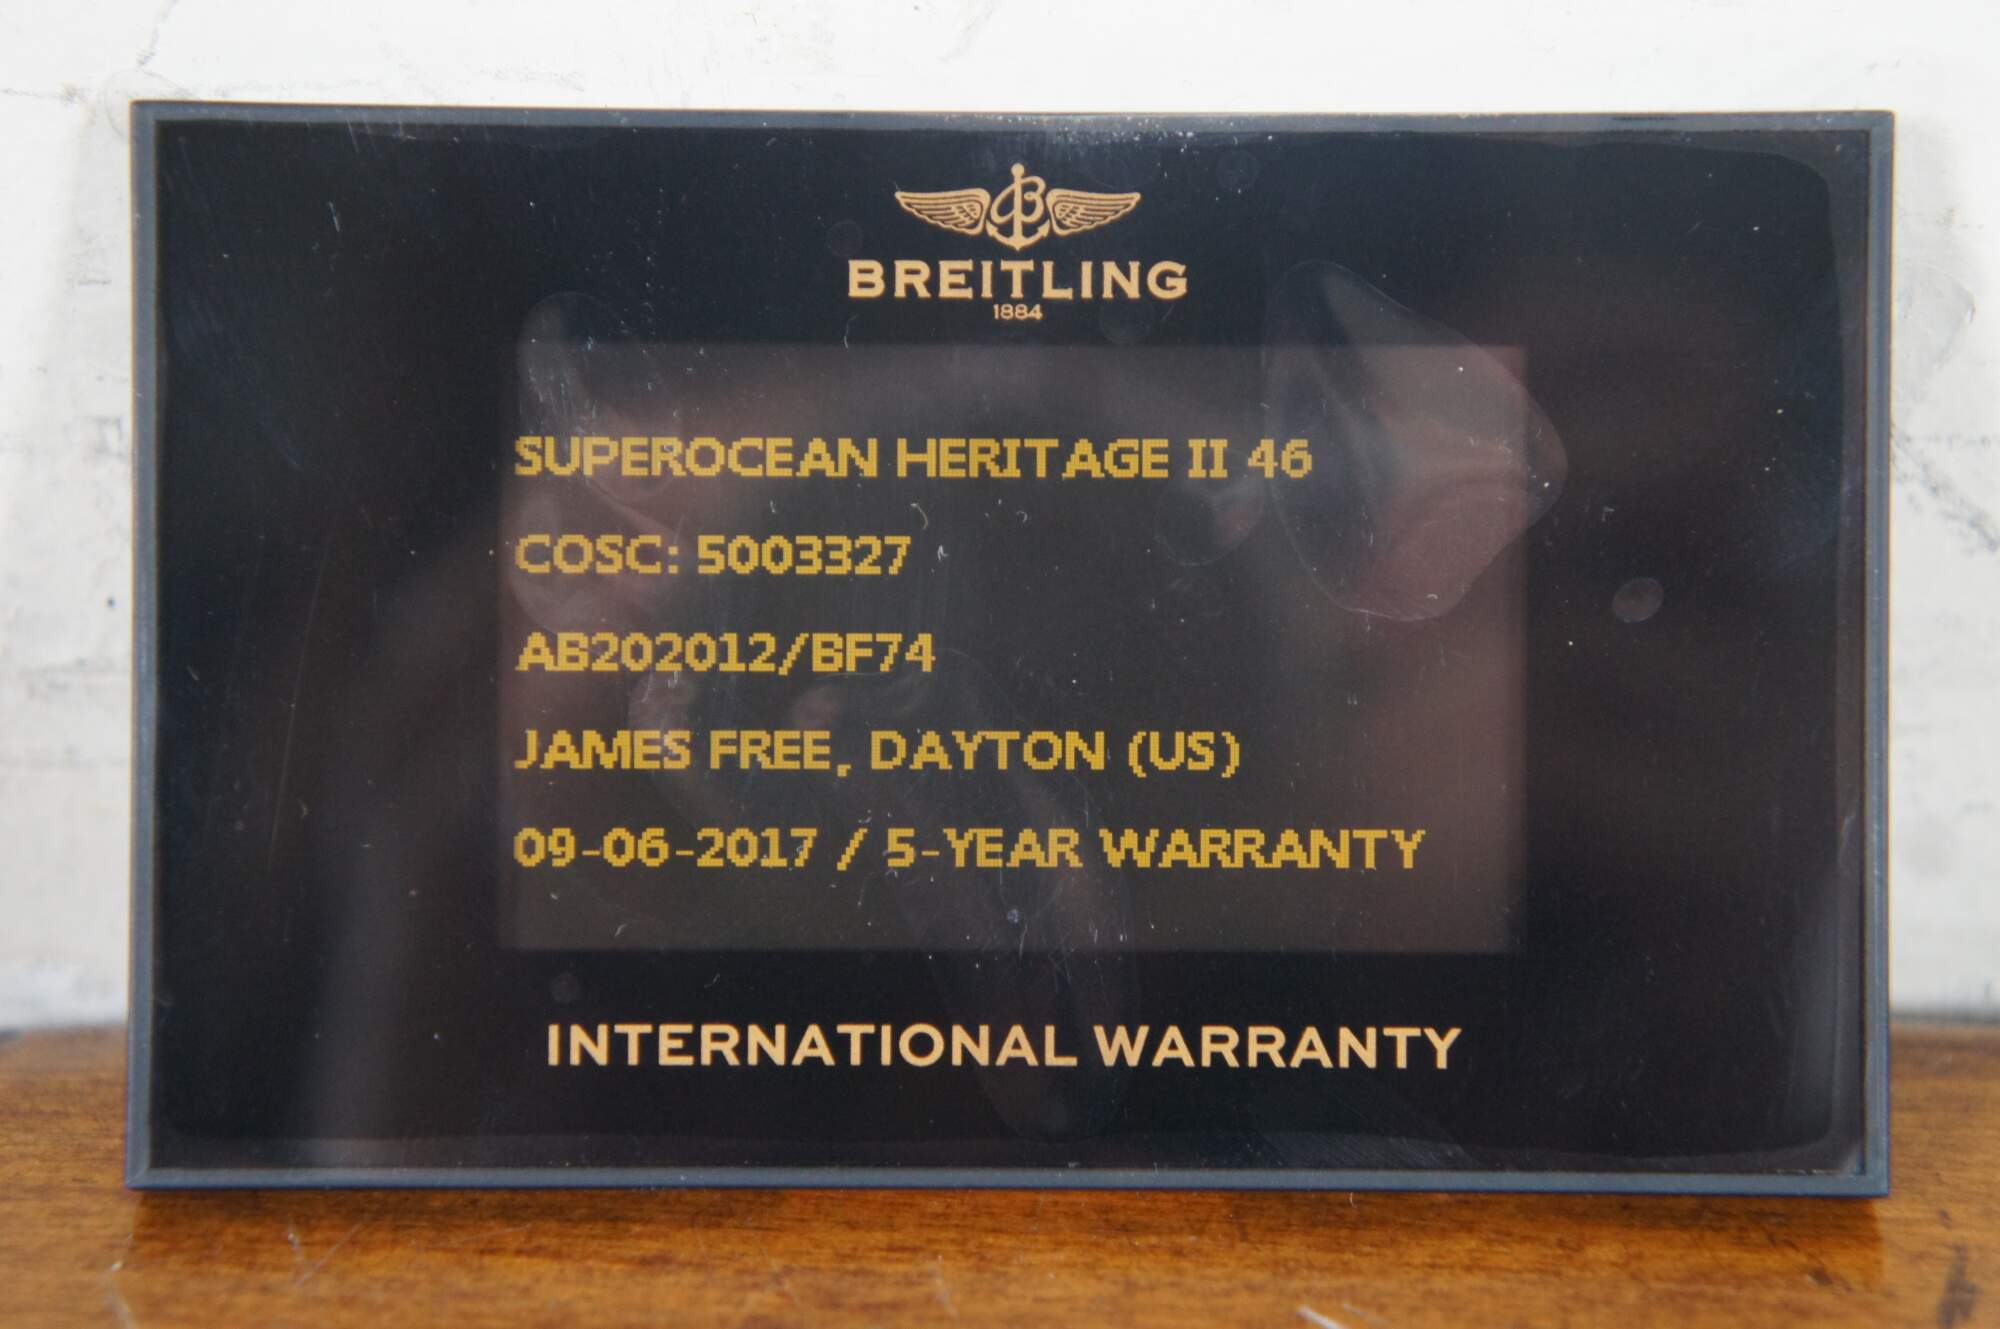 BREITLING
1884
SUPEROCEAN HERITAGE II 46
COSC: 5003327
AB202012/BF74
JAMES FREE, DAYTON (US)
09-06-2017 / 5-YEAR WARRANTY
INTERNATIONAL WARRANTY